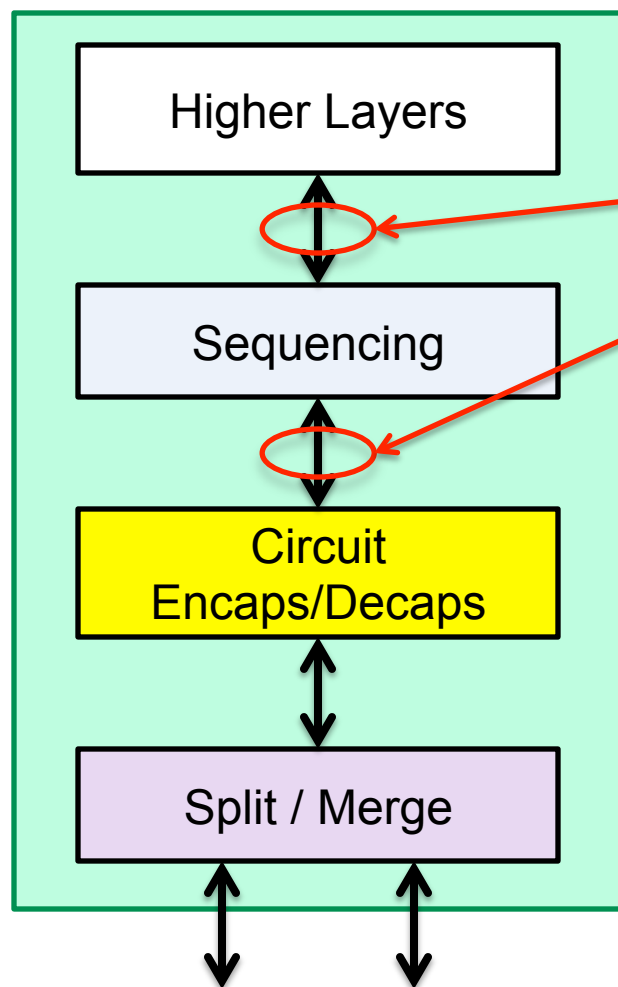 Higher Layers
Sequencing
Circuit
Encaps/Decaps
Split / Merge